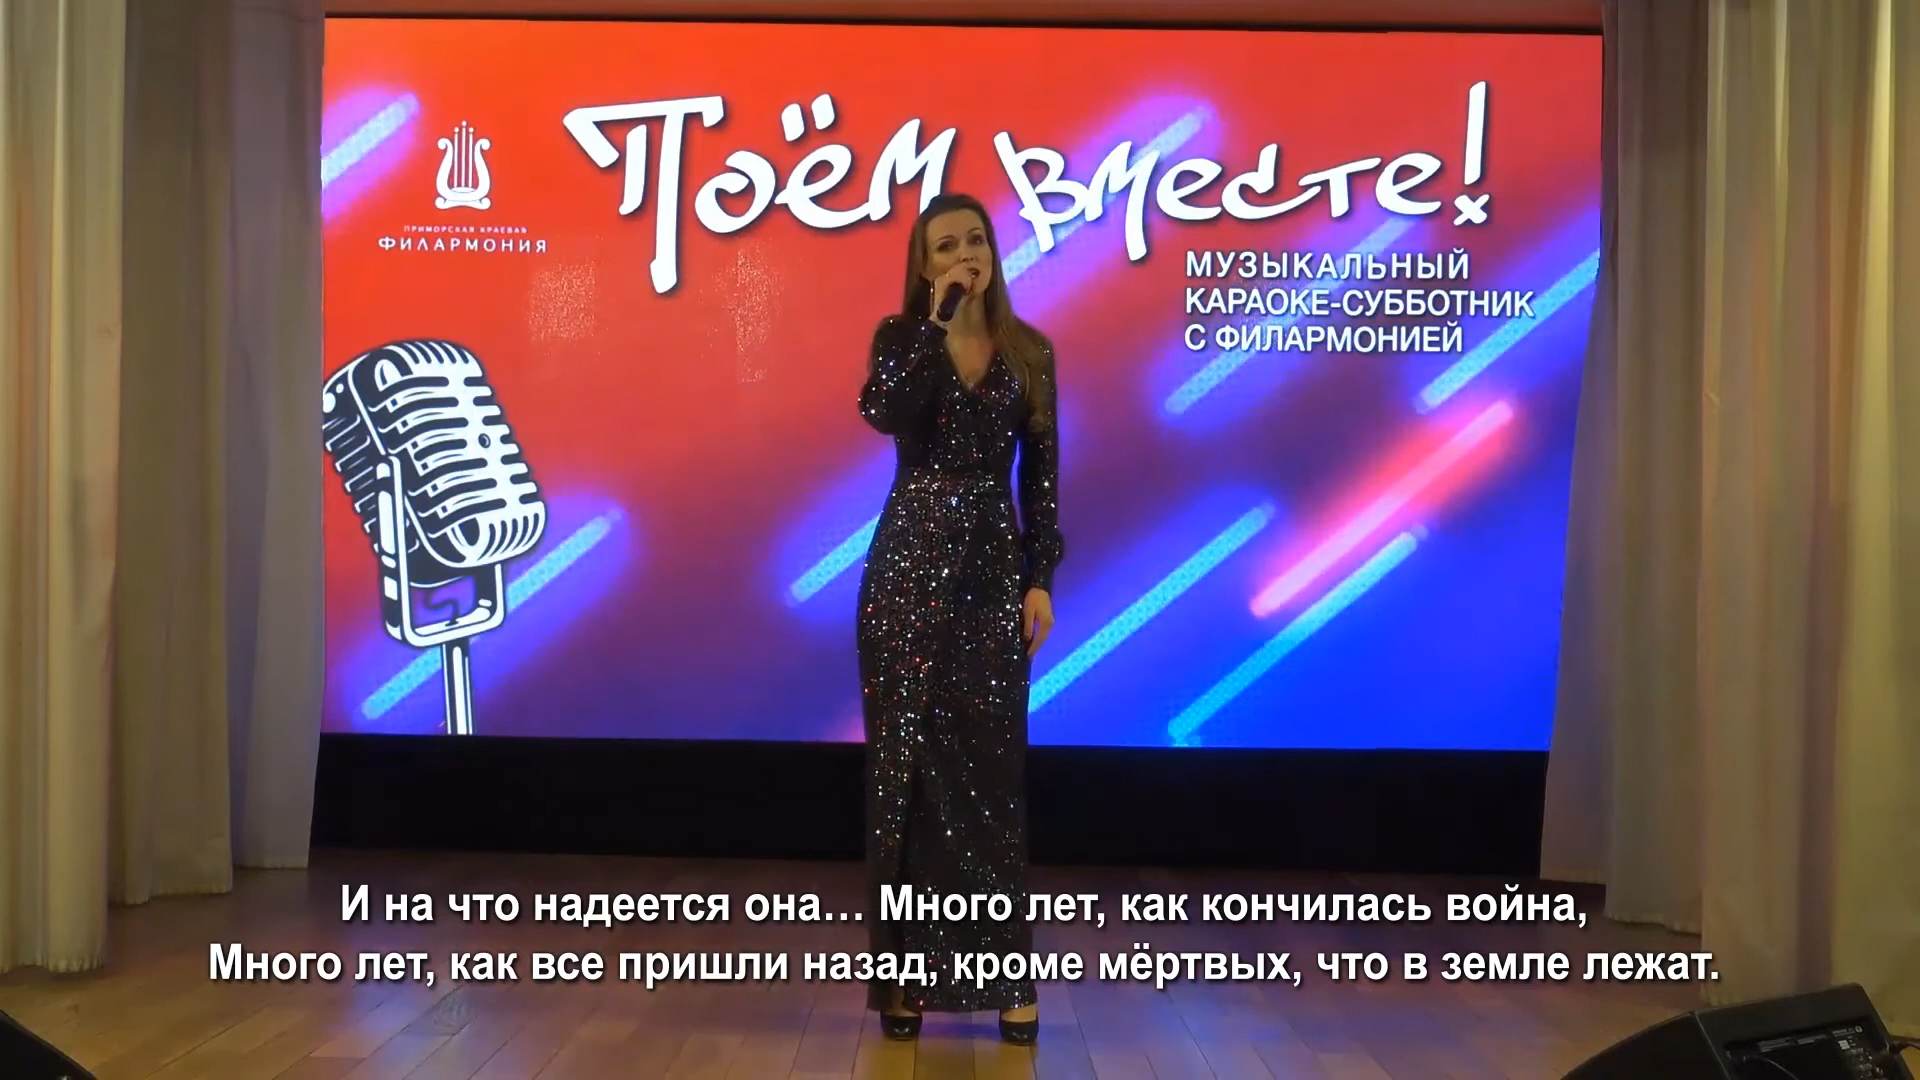 Поём вместе!
ПРИМОРСКАЯ КРАЕВАЯ
ФИЛАРМОНИЯ
МУЗЫКАЛЬНЫЙ
КАРАОКЕ-СУББОТНИК
С ФИЛАРМОНИЕЙ
И на что надеется она… Много лет, как кончилась война,
Много лет, как все пришли назад, кроме мёртвых, что в земле лежат.